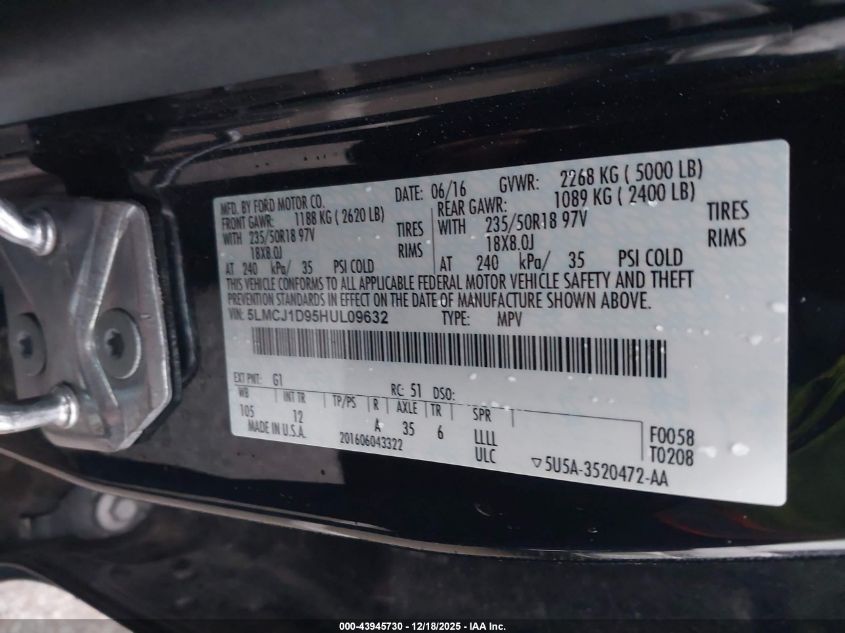 MFD. BY FORD MOTOR CO. DATE: 06/16 GVWR: 2268 KG ( 5000 LB)
FRONT GAWR: 1188 KG ( 2620 LB) REAR GAWR: 1089 KG ( 2400 LB)
WITH 235/50R18 97V TIRES WITH 235/50R18 97V TIRES
18X8.0J RIMS 18X8.0J RIMS
AT 240 kPa/ 35 PSI COLD AT 240 kPa/ 35 PSI COLD
THIS VEHICLE CONFORMS TO ALL APPLICABLE FEDERAL MOTOR VEHICLE SAFETY AND THEFT
PREVENTION STANDARDS IN EFFECT ON THE DATE OF MANUFACTURE SHOWN ABOVE.
VIN: 5LMCJ1D95HUL09632 TYPE: MPV
EXT PNT: G1 RC: 51 DSO:
WB INT TR TP/PS R AXLE TR SPR
105 12 A 35 6 LLLL F0058
MADE IN U.S.A. 201606043322 ULC T0208
▽5U5A-3520472-AA
000-43945730 – 12/18/2025 - IAA Inc.